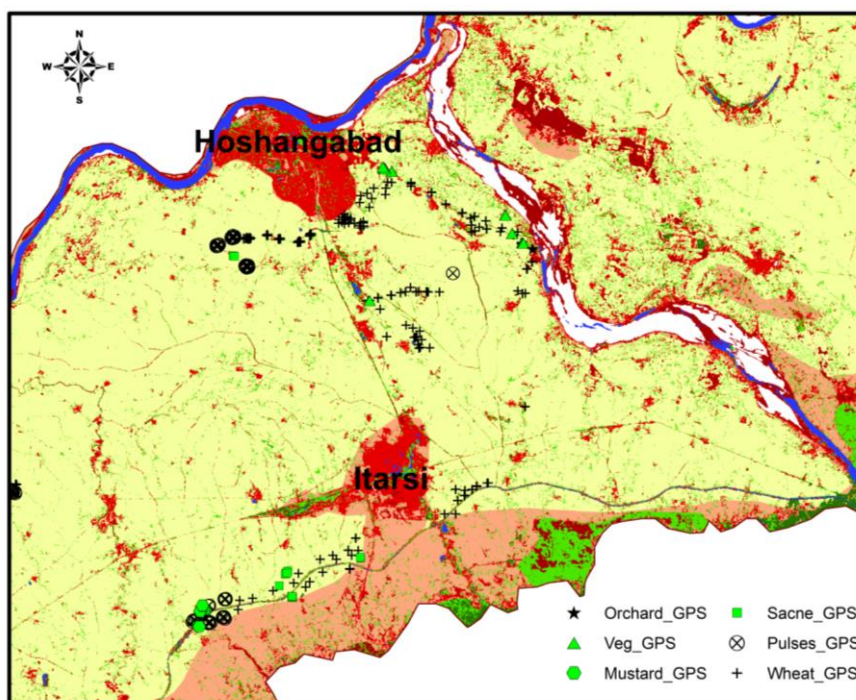 N
W E
S
Hoshangabad
Itarsi
Orchard_GPS
Sacne_GPS
Veg_GPS
Pulses_GPS
Mustard_GPS
Wheat_GPS